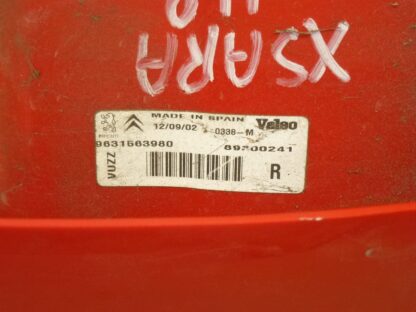 XSARA
MADE IN SPAIN Valeo
12/09/02 0338-M
9631563980 89300241
VUZZ R